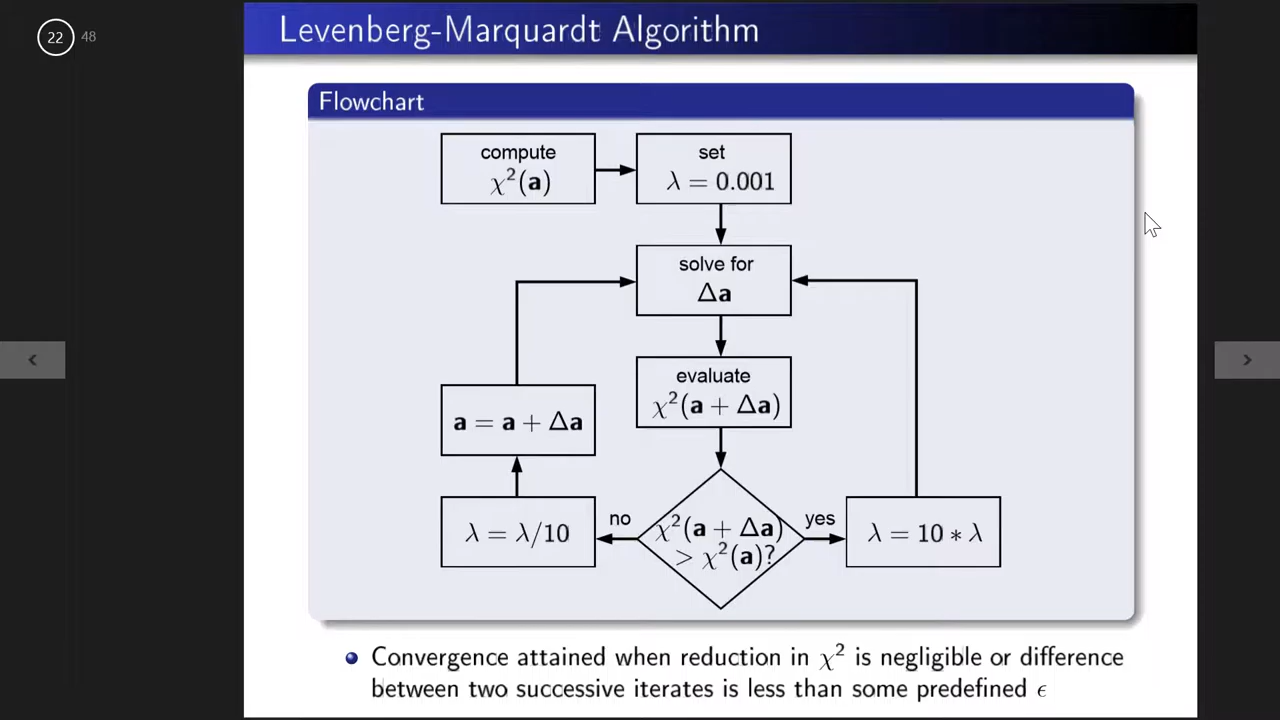 22 48
Levenberg-Marquardt Algorithm
Flowchart
compute
χ²(𝐚)
set
λ = 0.001
solve for
Δ𝐚
evaluate
χ²(𝐚 + Δ𝐚)
𝐚 = 𝐚 + Δ𝐚
λ = λ/10
no
χ²(𝐚 + Δ𝐚)
> χ²(𝐚)?
yes
λ = 10 ∗ λ
Convergence attained when reduction in χ² is negligible or difference
between two successive iterates is less than some predefined ϵ